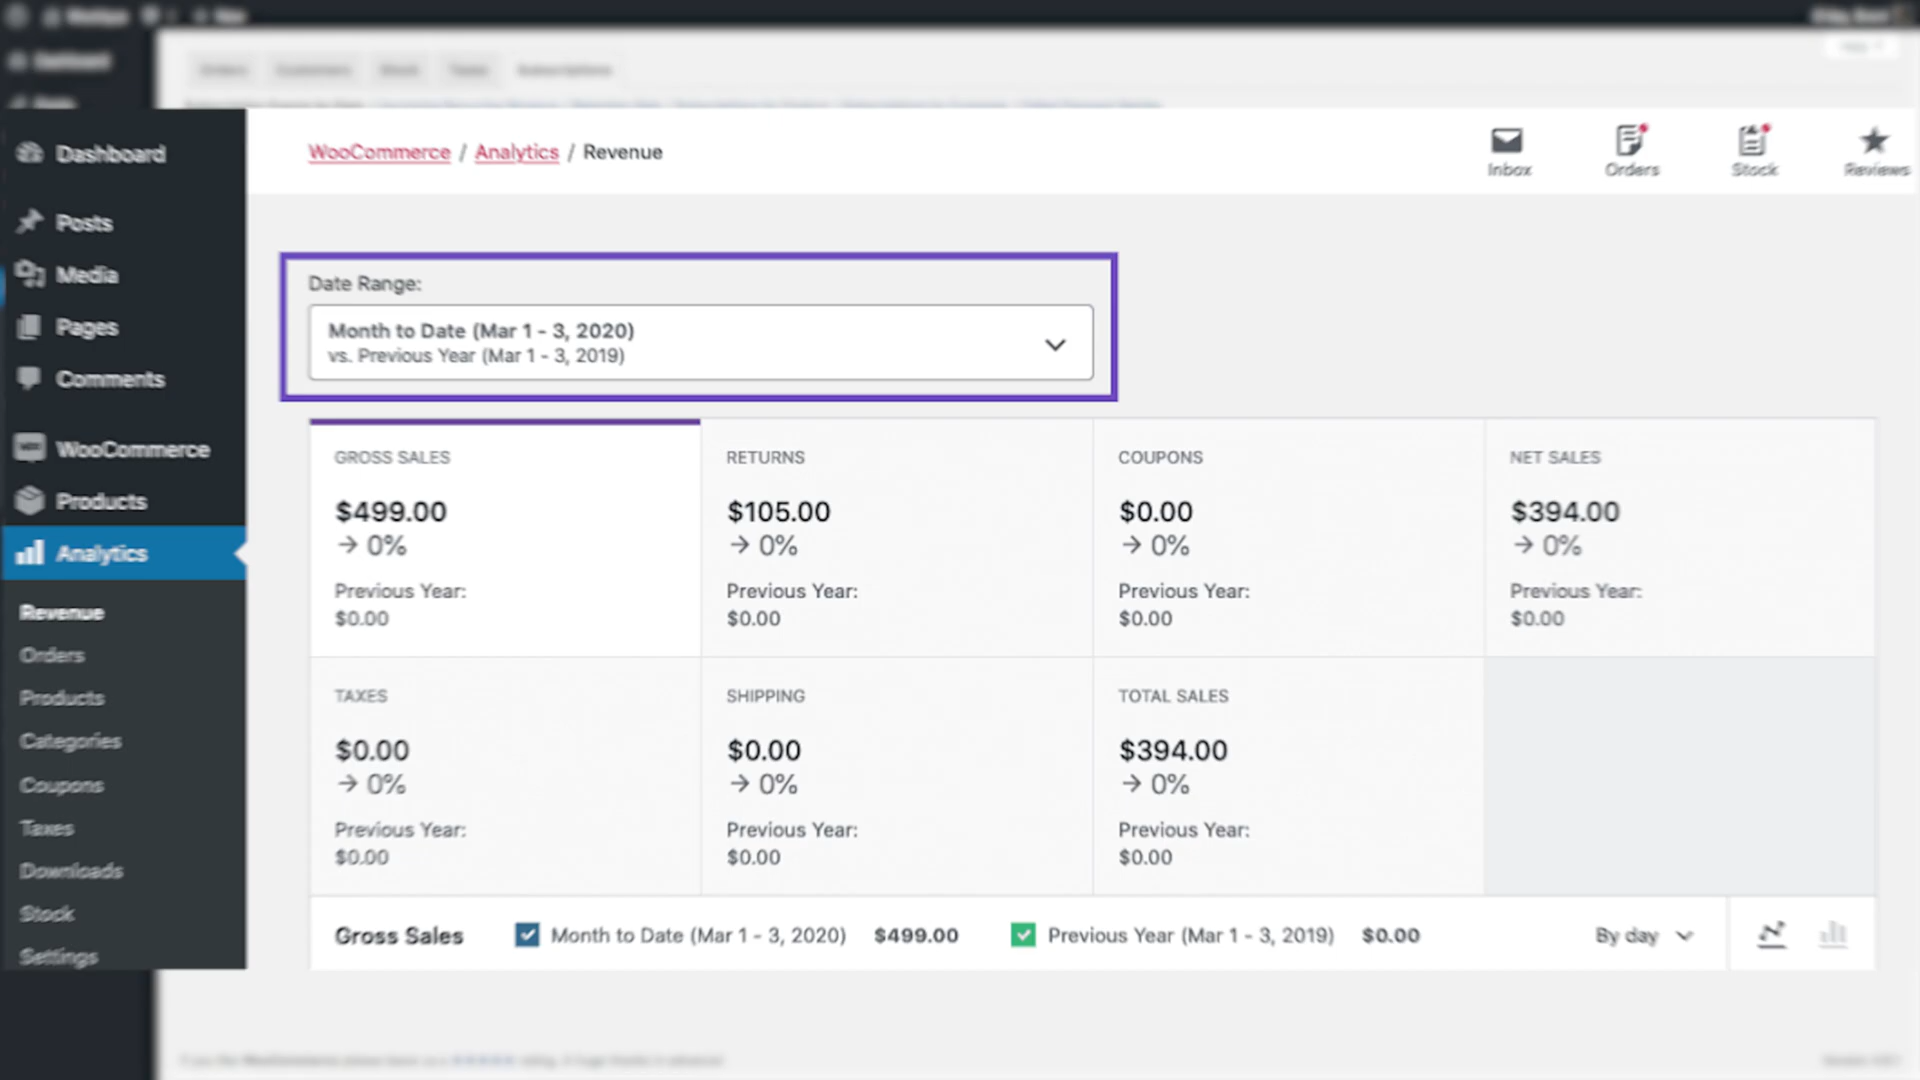 WooCommerce / Analytics / Revenue
Inbox
Orders
Stock
Reviews
Dashboard
Posts
Media
Pages
Comments
WooCommerce
Products
Analytics
Revenue
Orders
Products
Categories
Coupons
Taxes
Downloads
Stock
Settings
Date Range:
Month to Date (Mar 1 - 3, 2020)
vs. Previous Year (Mar 1 - 3, 2019)
GROSS SALES
$499.00
→ 0%
Previous Year:
$0.00
RETURNS
$105.00
→ 0%
Previous Year:
$0.00
COUPONS
$0.00
→ 0%
Previous Year:
$0.00
NET SALES
$394.00
→ 0%
Previous Year:
$0.00
TAXES
$0.00
→ 0%
Previous Year:
$0.00
SHIPPING
$0.00
→ 0%
Previous Year:
$0.00
TOTAL SALES
$394.00
→ 0%
Previous Year:
$0.00
Gross Sales Month to Date (Mar 1 - 3, 2020) $499.00 Previous Year (Mar 1 - 3, 2019) $0.00 By day